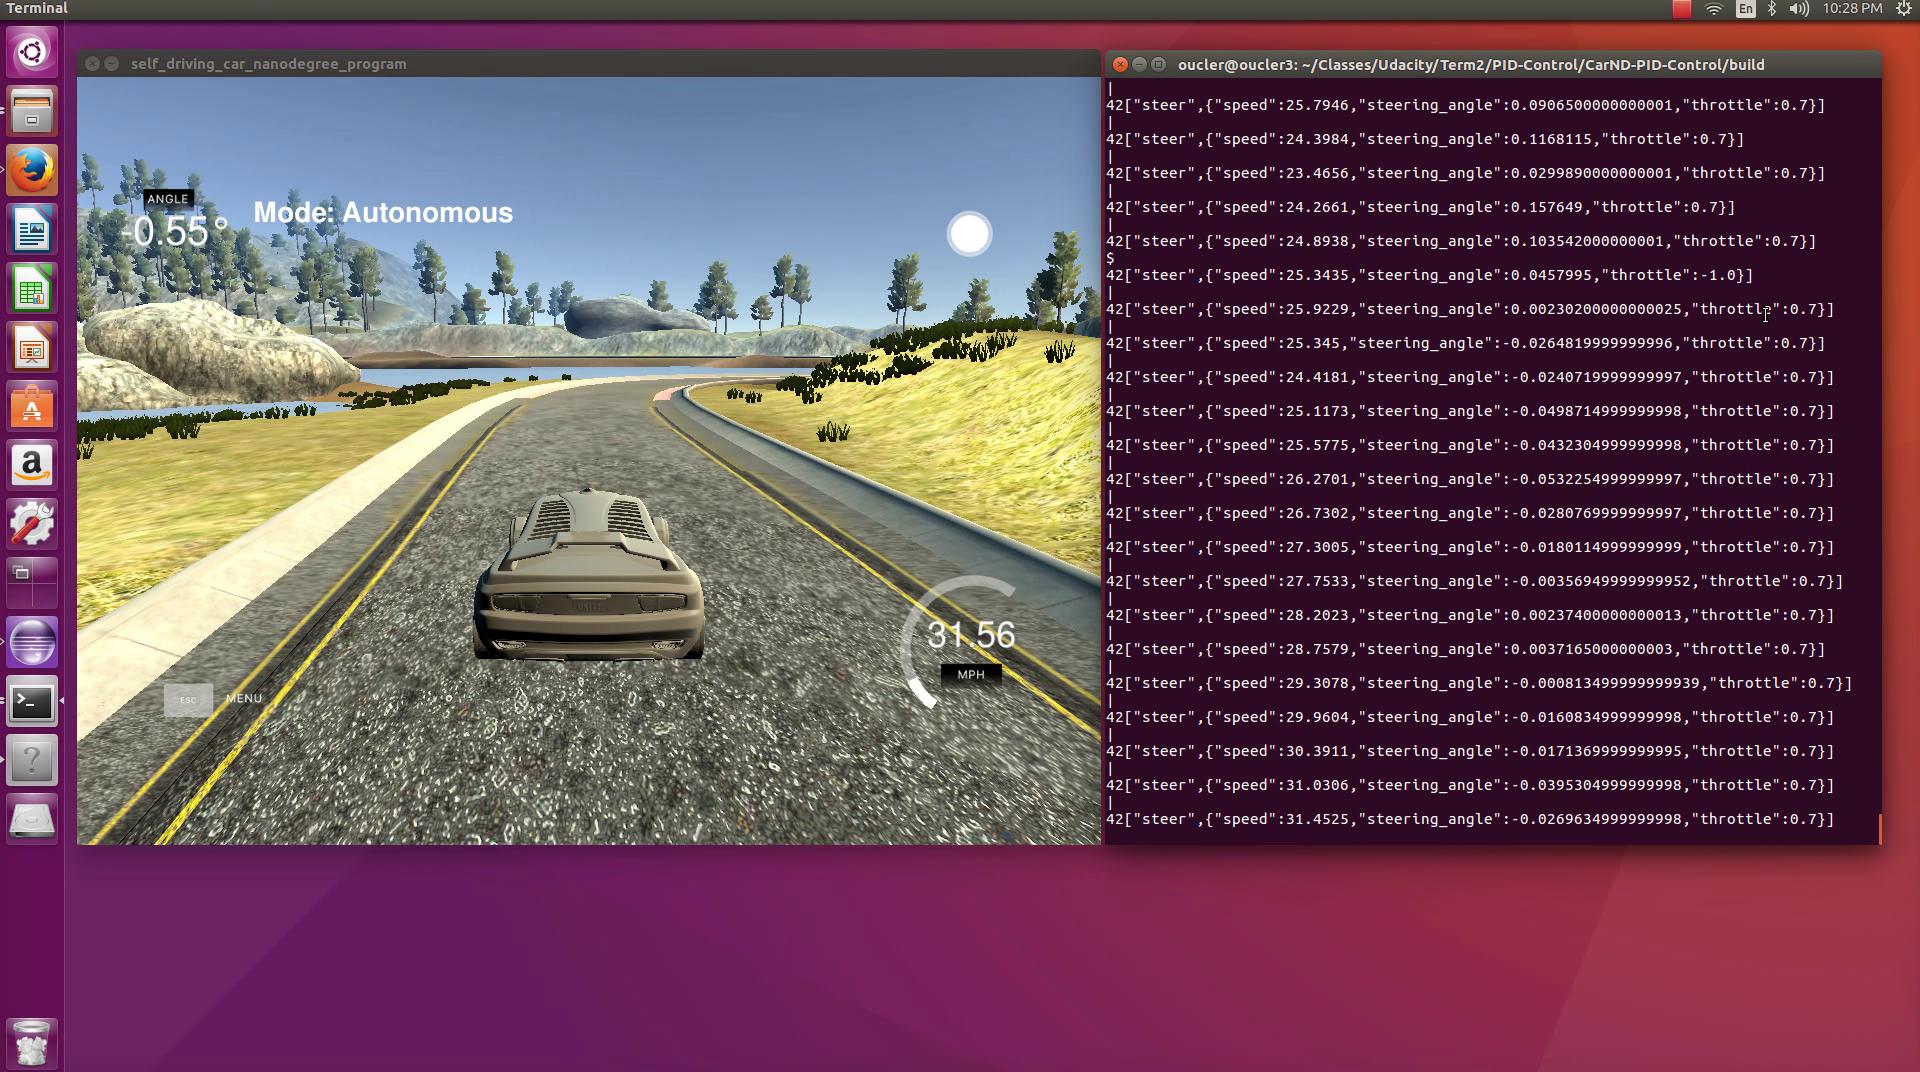 Terminal
En
10:28 PM
self_driving_car_nanodegree_program
ANGLE
-0.55°
Mode: Autonomous
31.56
MPH
ESC
MENU
oucler@oucler3: ~/Classes/Udacity/Term2/PID-Control/CarND-PID-Control/build
|
42["steer",{"speed":25.7946,"steering_angle":0.0906500000000001,"throttle":0.7}]
|
42["steer",{"speed":24.3984,"steering_angle":0.1168115,"throttle":0.7}]
|
42["steer",{"speed":23.4656,"steering_angle":0.0299890000000001,"throttle":0.7}]
|
42["steer",{"speed":24.2661,"steering_angle":0.157649,"throttle":0.7}]
|
42["steer",{"speed":24.8938,"steering_angle":0.103542000000001,"throttle":0.7}]
$
42["steer",{"speed":25.3435,"steering_angle":0.0457995,"throttle":-1.0}]
|
42["steer",{"speed":25.9229,"steering_angle":0.00230200000000025,"throttle":0.7}]
|
42["steer",{"speed":25.345,"steering_angle":-0.0264819999999996,"throttle":0.7}]
|
42["steer",{"speed":24.4181,"steering_angle":-0.0240719999999997,"throttle":0.7}]
|
42["steer",{"speed":25.1173,"steering_angle":-0.0498714999999998,"throttle":0.7}]
|
42["steer",{"speed":25.5775,"steering_angle":-0.0432304999999998,"throttle":0.7}]
|
42["steer",{"speed":26.2701,"steering_angle":-0.0532254999999997,"throttle":0.7}]
|
42["steer",{"speed":26.7302,"steering_angle":-0.0280769999999997,"throttle":0.7}]
|
42["steer",{"speed":27.3005,"steering_angle":-0.0180114999999999,"throttle":0.7}]
|
42["steer",{"speed":27.7533,"steering_angle":-0.00356949999999952,"throttle":0.7}]
|
42["steer",{"speed":28.2023,"steering_angle":0.00237400000000013,"throttle":0.7}]
|
42["steer",{"speed":28.7579,"steering_angle":0.0037165000000003,"throttle":0.7}]
|
42["steer",{"speed":29.3078,"steering_angle":-0.000813499999999939,"throttle":0.7}]
|
42["steer",{"speed":29.9604,"steering_angle":-0.0160834999999998,"throttle":0.7}]
|
42["steer",{"speed":30.3911,"steering_angle":-0.0171369999999995,"throttle":0.7}]
|
42["steer",{"speed":31.0306,"steering_angle":-0.0395304999999998,"throttle":0.7}]
|
42["steer",{"speed":31.4525,"steering_angle":-0.0269634999999998,"throttle":0.7}]